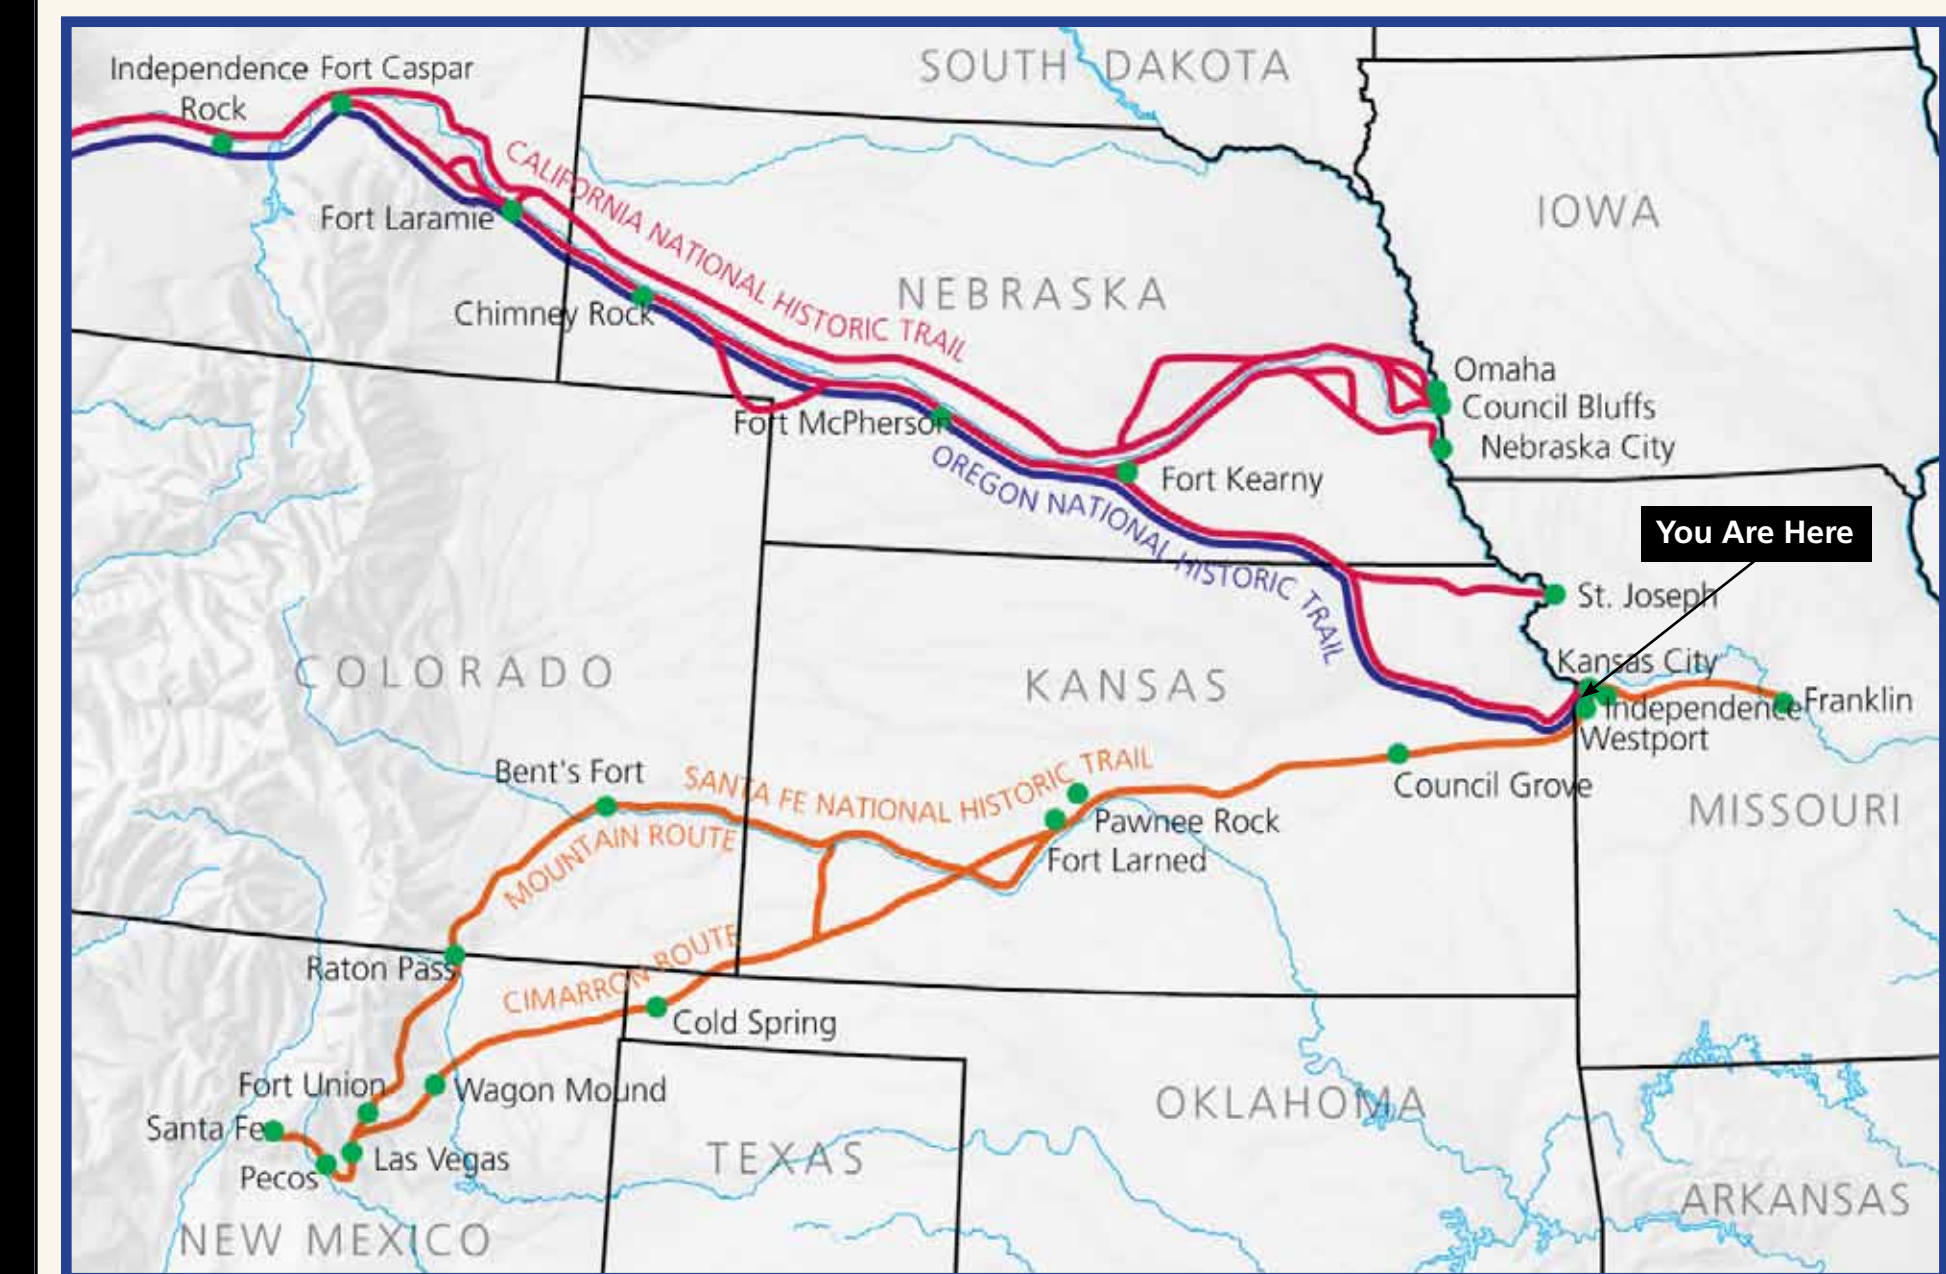 SOUTH DAKOTA
Independence
Rock
Fort Caspar
CALIFORNIA NATIONAL HISTORIC TRAIL
IOWA
Fort Laramie
NEBRASKA
Chimney Rock
Omaha
Council Bluffs
Nebraska City
Fort McPherson
OREGON NATIONAL HISTORIC TRAIL
Fort Kearny
You Are Here
St. Joseph
COLORADO
KANSAS
Kansas City
Independence
Franklin
Westport
Bent's Fort
SANTA FE NATIONAL HISTORIC TRAIL
Council Grove
MISSOURI
MOUNTAIN ROUTE
Pawnee Rock
Fort Larned
CIMARRON ROUTE
Raton Pass
Cold Spring
Fort Union
Wagon Mound
OKLAHOMA
Santa Fe
Las Vegas
TEXAS
Pecos
ARKANSAS
NEW MEXICO